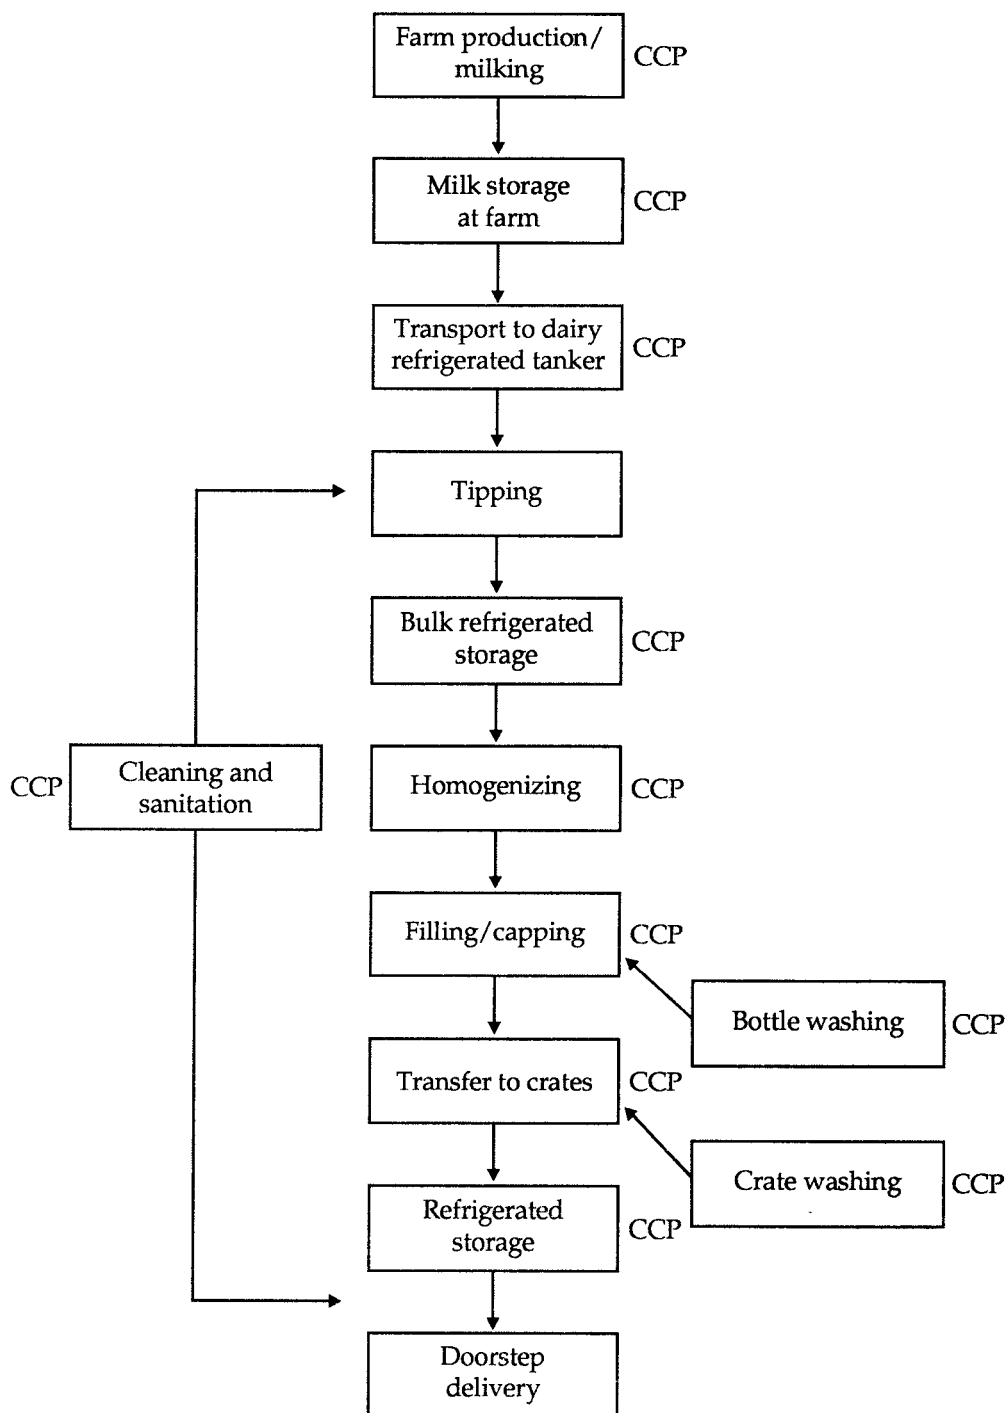 Farm production/
milking
CCP
Milk storage
at farm
CCP
Transport to dairy
refrigerated tanker
CCP
Tipping
Bulk refrigerated
storage
CCP
CCP
Cleaning and
sanitation
Homogenizing
CCP
Filling/capping
CCP
Bottle washing
CCP
Transfer to crates
CCP
Crate washing
CCP
Refrigerated
storage
CCP
Doorstep
delivery